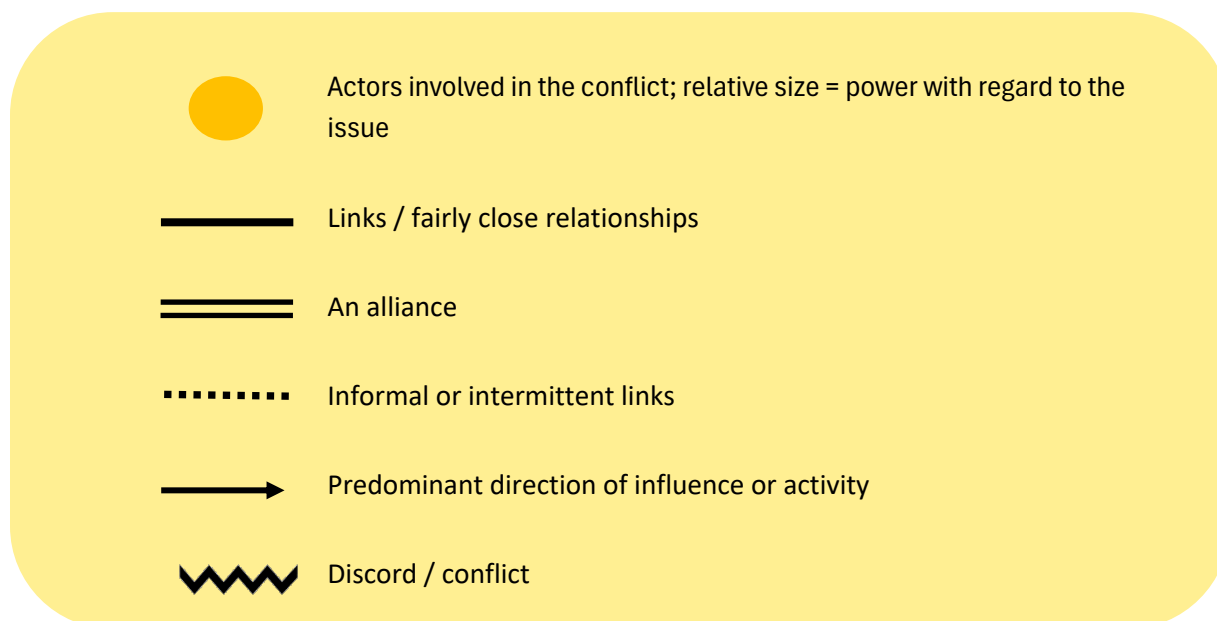 Actors involved in the conflict; relative size = power with regard to the
issue
Links / fairly close relationships
An alliance
Informal or intermittent links
Predominant direction of influence or activity
Discord / conflict